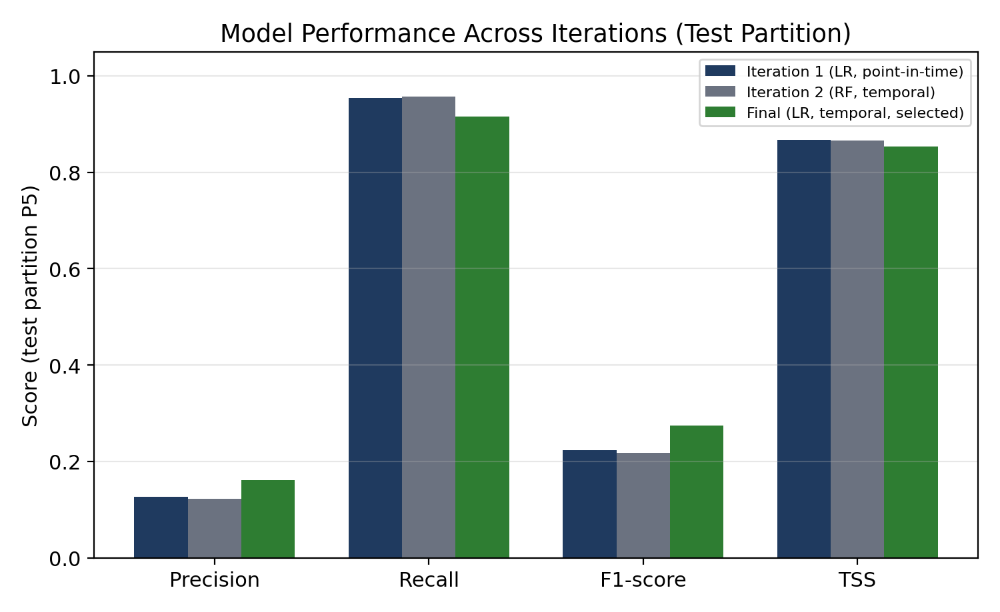 Model Performance Across Iterations (Test Partition)
Iteration 1 (LR, point-in-time)
Iteration 2 (RF, temporal)
Final (LR, temporal, selected)
Score (test partition P5)
1.0
0.8
0.6
0.4
0.2
0.0
Precision Recall F1-score TSS